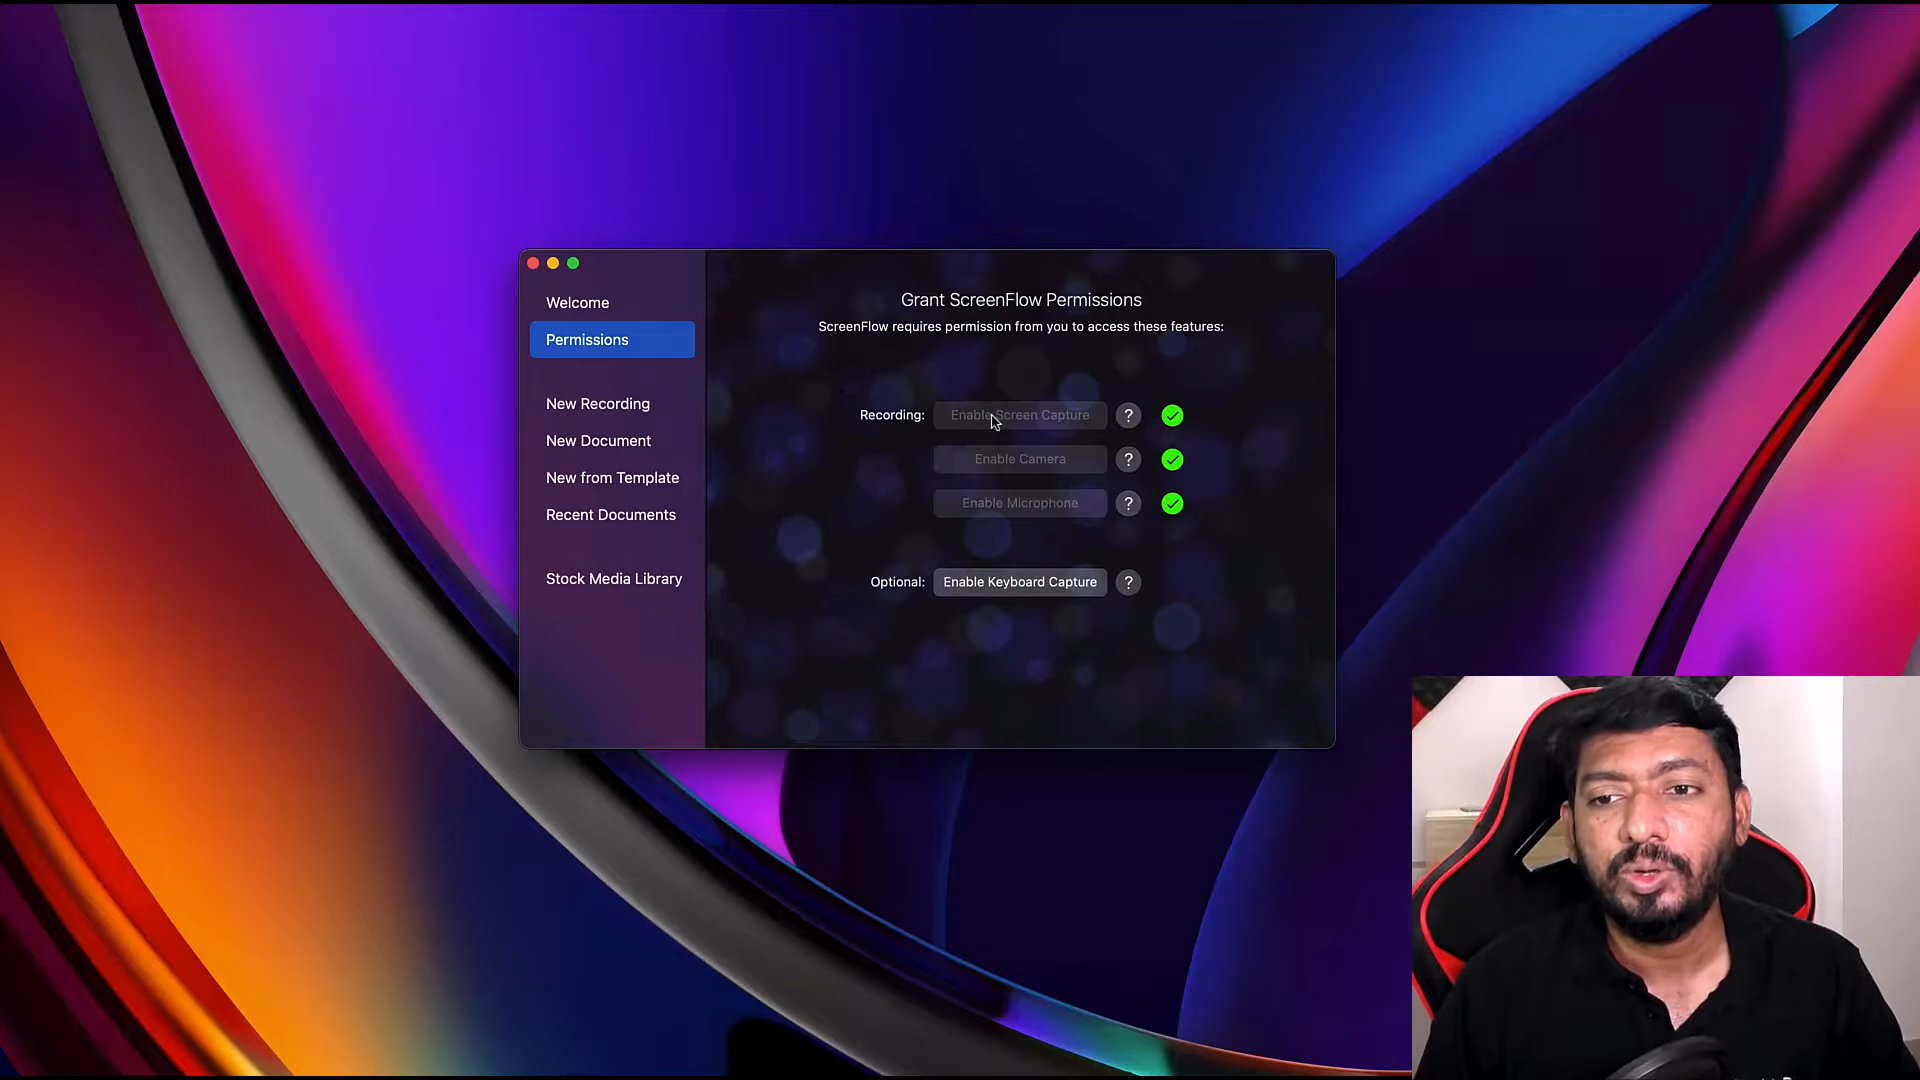 Welcome
Permissions
New Recording
New Document
New from Template
Recent Documents
Stock Media Library
Grant ScreenFlow Permissions
ScreenFlow requires permission from you to access these features:
Recording: Enable Screen Capture ?
Enable Camera ?
Enable Microphone ?
Optional: Enable Keyboard Capture ?